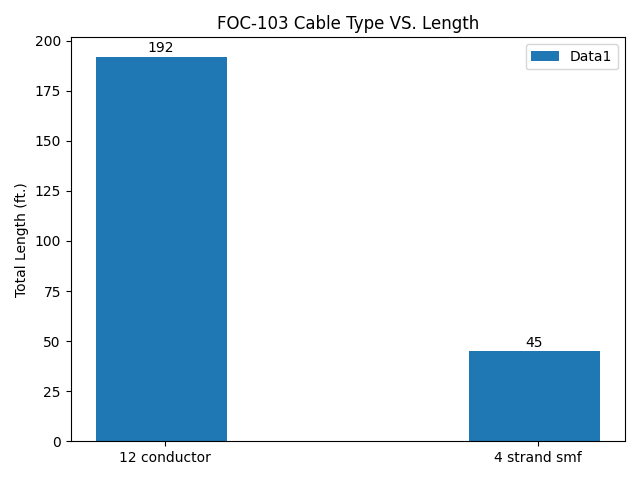 FOC-103 Cable Type VS. Length
Data1
192
45
Total Length (ft.)
200
175
150
125
100
75
50
25
0
12 conductor
4 strand smf